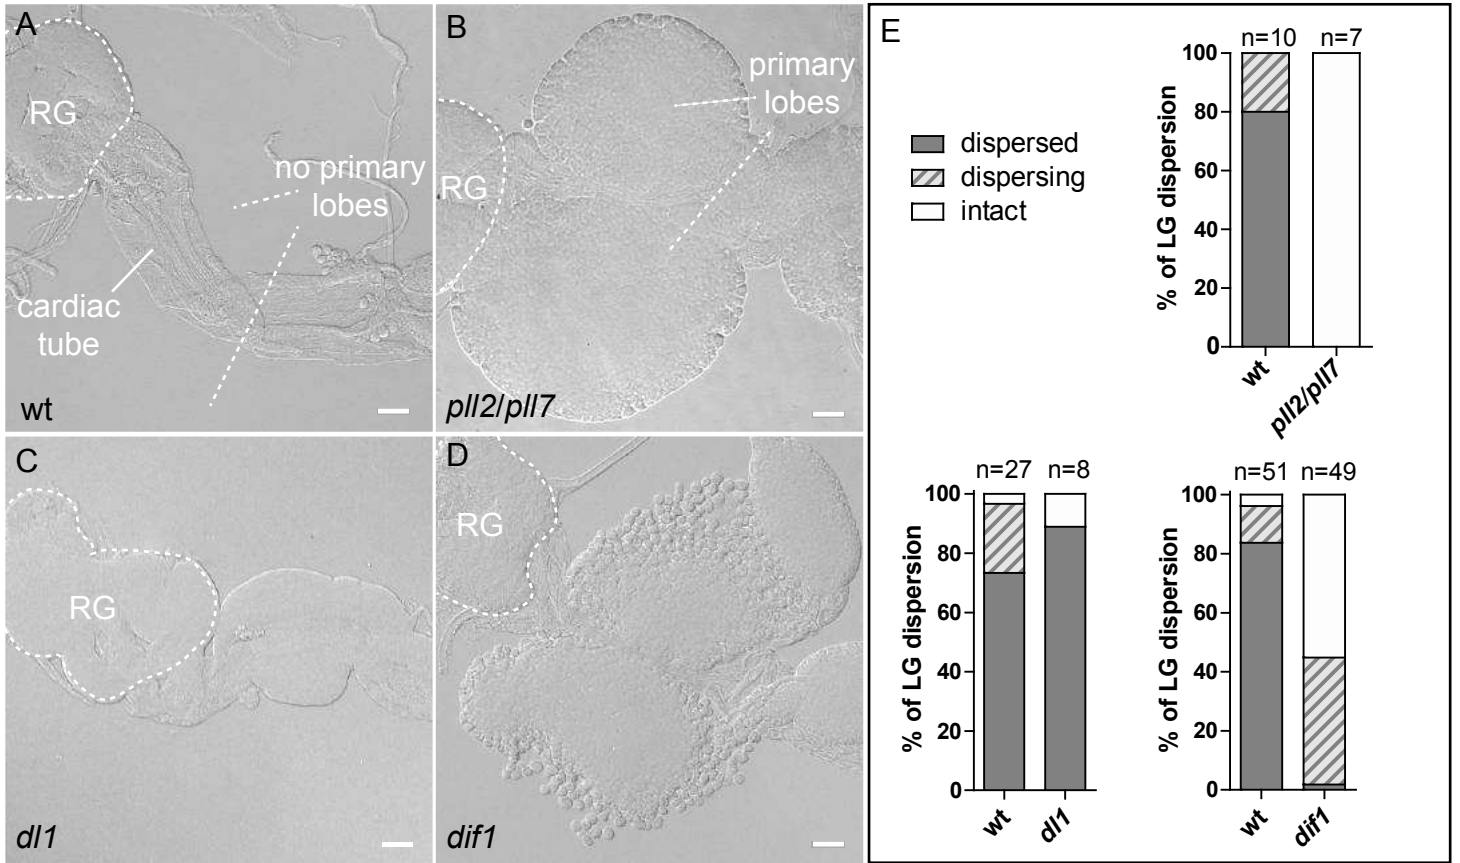 A
RG
no primary
lobes
cardiac
tube
wt
B
primary
lobes
RG
pll2/pll7
C
RG
dl1
D
RG
dif1
E
dispersed
dispersing
intact
n=10 n=7
% of LG dispersion
100
80
60
40
20
0
wt
pll2/pll7
n=27 n=8
% of LG dispersion
100
80
60
40
20
0
wt
dl1
n=51 n=49
% of LG dispersion
100
80
60
40
20
0
wt
dif1